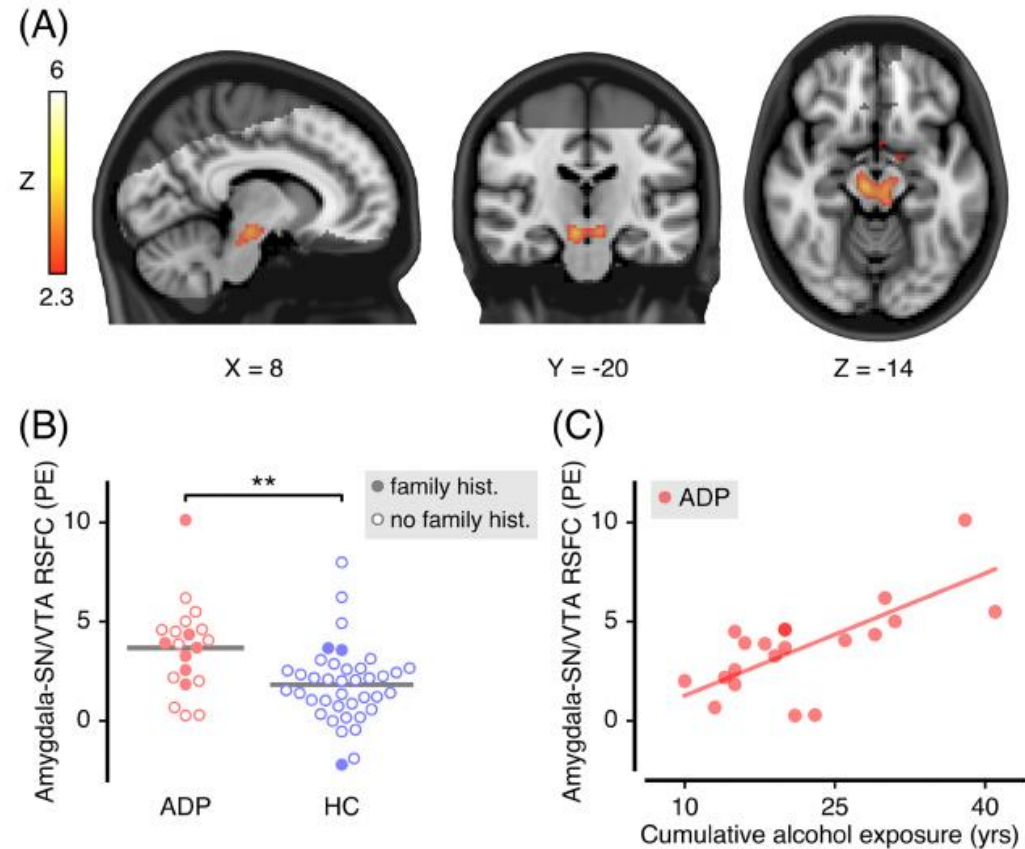 (A)
6
Z
2.3
X = 8
Y = -20
Z = -14
(B)
Amygdala-SN/VTA RSFC (PE)
10
5
0
**
family hist.
no family hist.
ADP
HC
(C)
Amygdala-SN/VTA RSFC (PE)
10
5
0
ADP
10
25
40
Cumulative alcohol exposure (yrs)